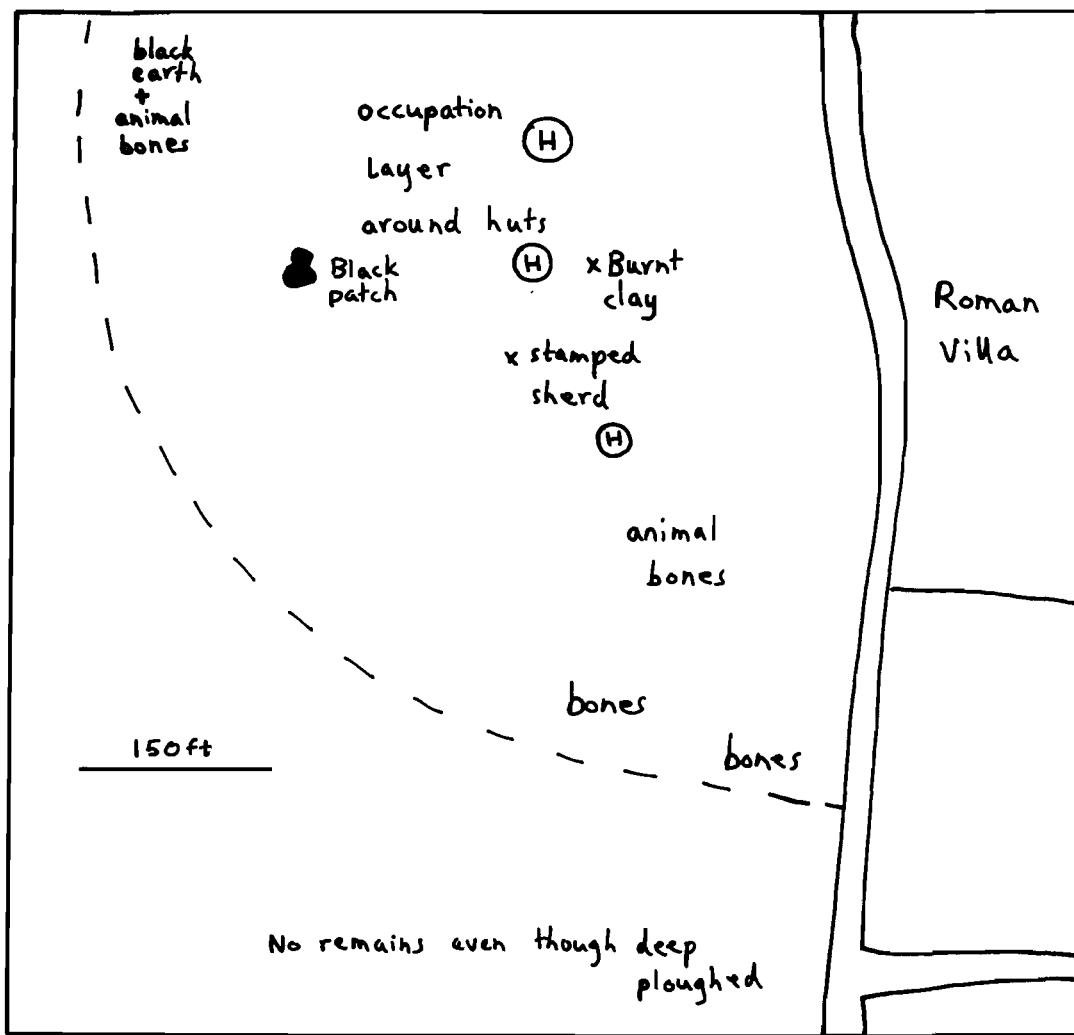 black
earth
+
animal
bones
occupation
H
Layer
around huts
Black
patch
H
x Burnt
clay
Roman
Villa
x stamped
sherd
H
animal
bones
bones
bones
150ft
No remains even though deep
ploughed